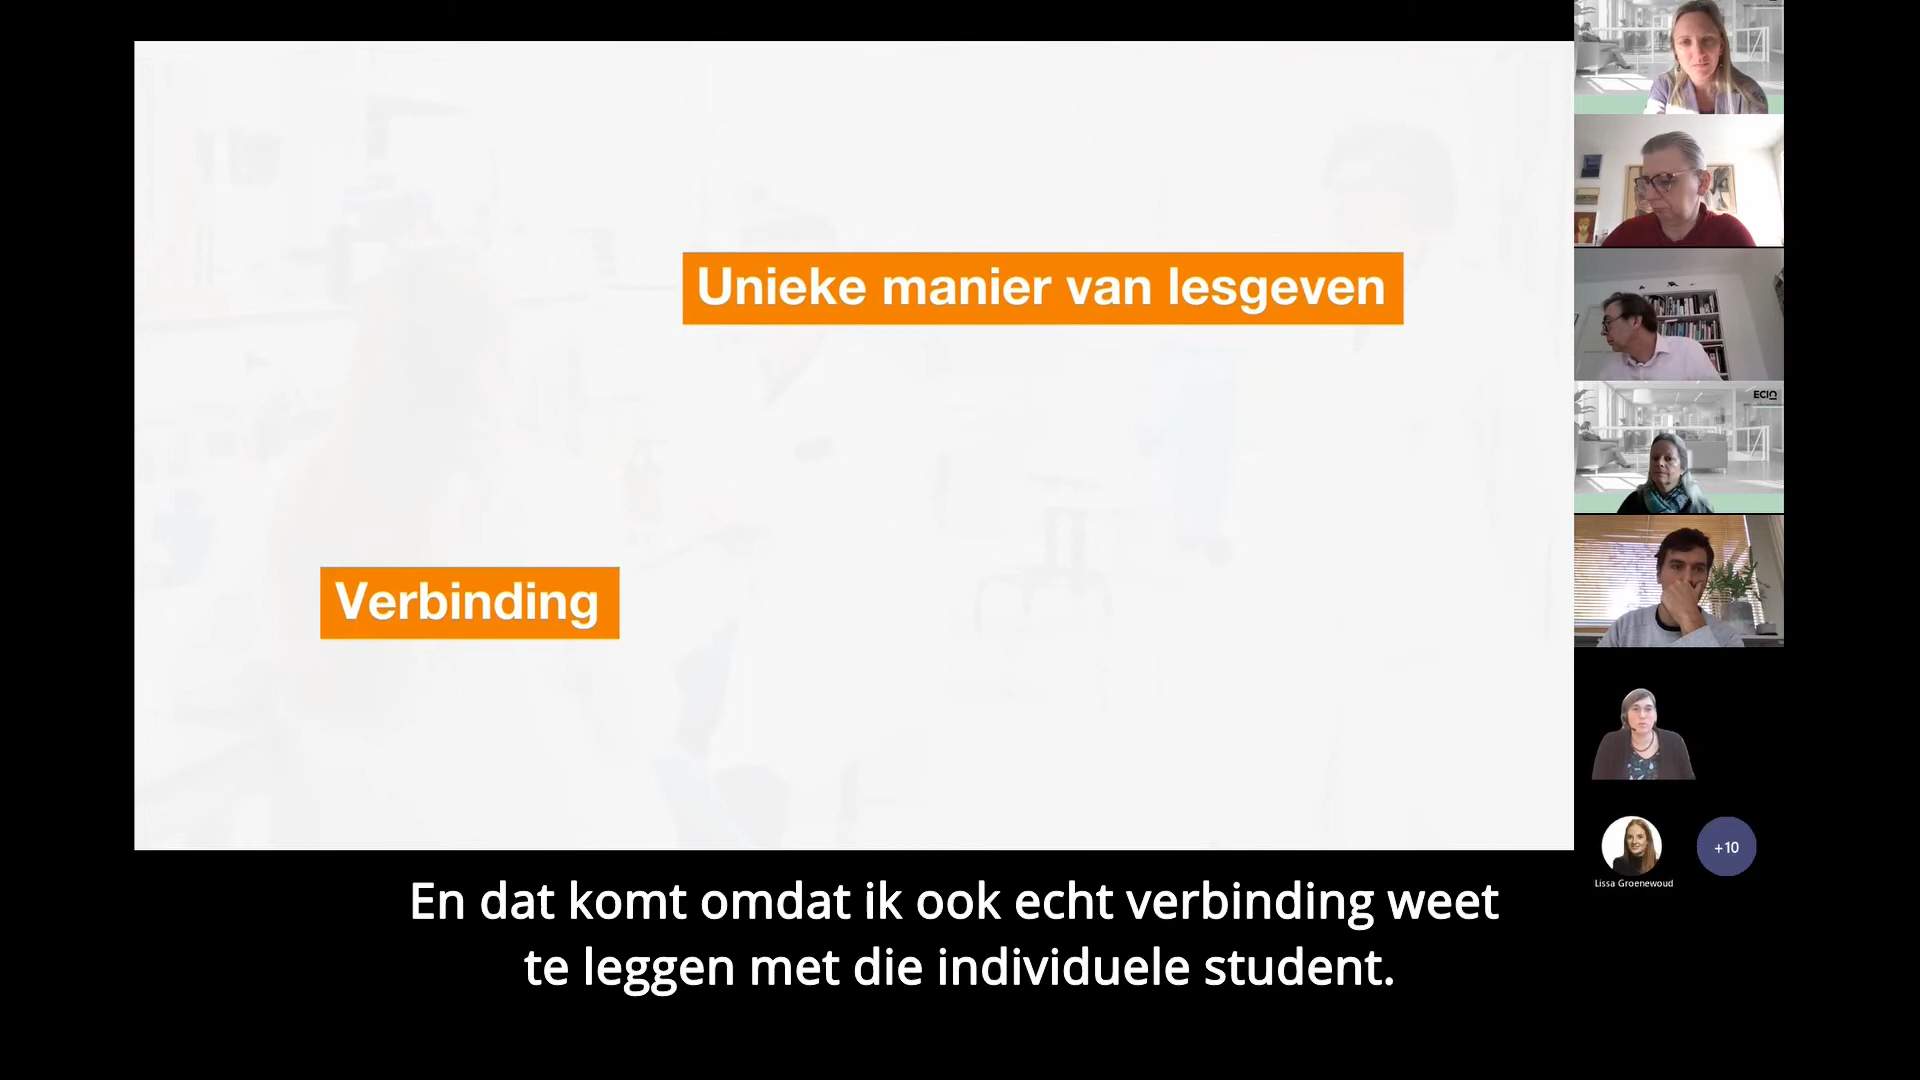 Unieke manier van lesgeven
Verbinding
ECIO
Lissa Groenewoud
+10
En dat komt omdat ik ook echt verbinding weet
te leggen met die individuele student.